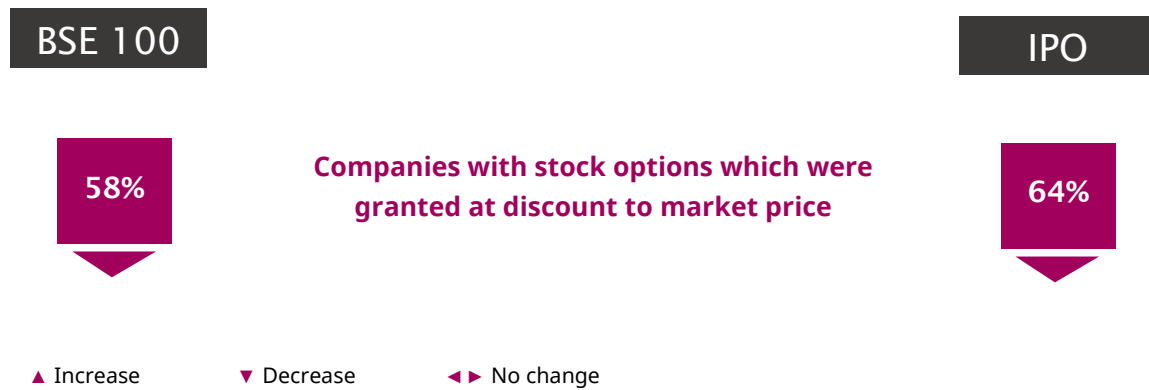 BSE 100
IPO
58%
Companies with stock options which were
granted at discount to market price
64%
▲ Increase ▼ Decrease ◄► No change